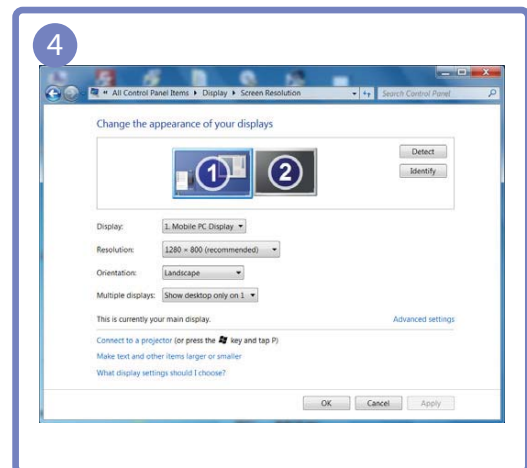 4
« All Control Panel Items ▸ Display ▸ Screen Resolution
Search Control Panel
Change the appearance of your displays
1
2
Detect
Identify
Display: 1. Mobile PC Display
Resolution: 1280 × 800 (recommended)
Orientation: Landscape
Multiple displays: Show desktop only on 1
This is currently your main display. Advanced settings
Connect to a projector (or press the key and tap P)
Make text and other items larger or smaller
What display settings should I choose?
OK Cancel Apply